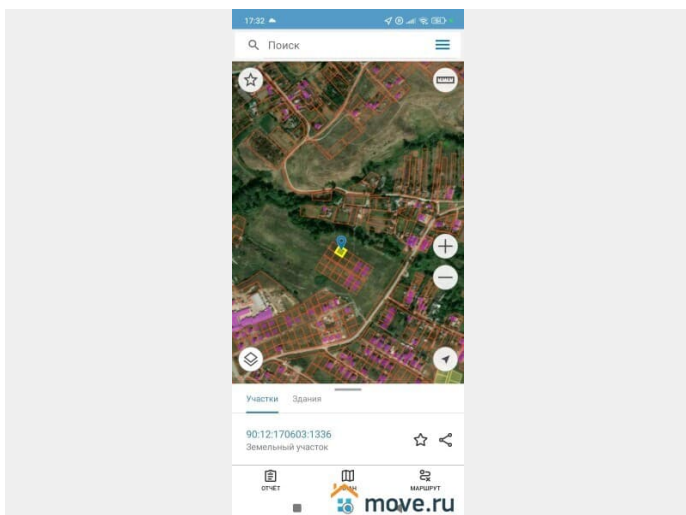 17:32
Поиск
Участки Здания
90:12:170603:1336
Земельный участок
ОТЧЁТ
МАРШРУТ
move.ru